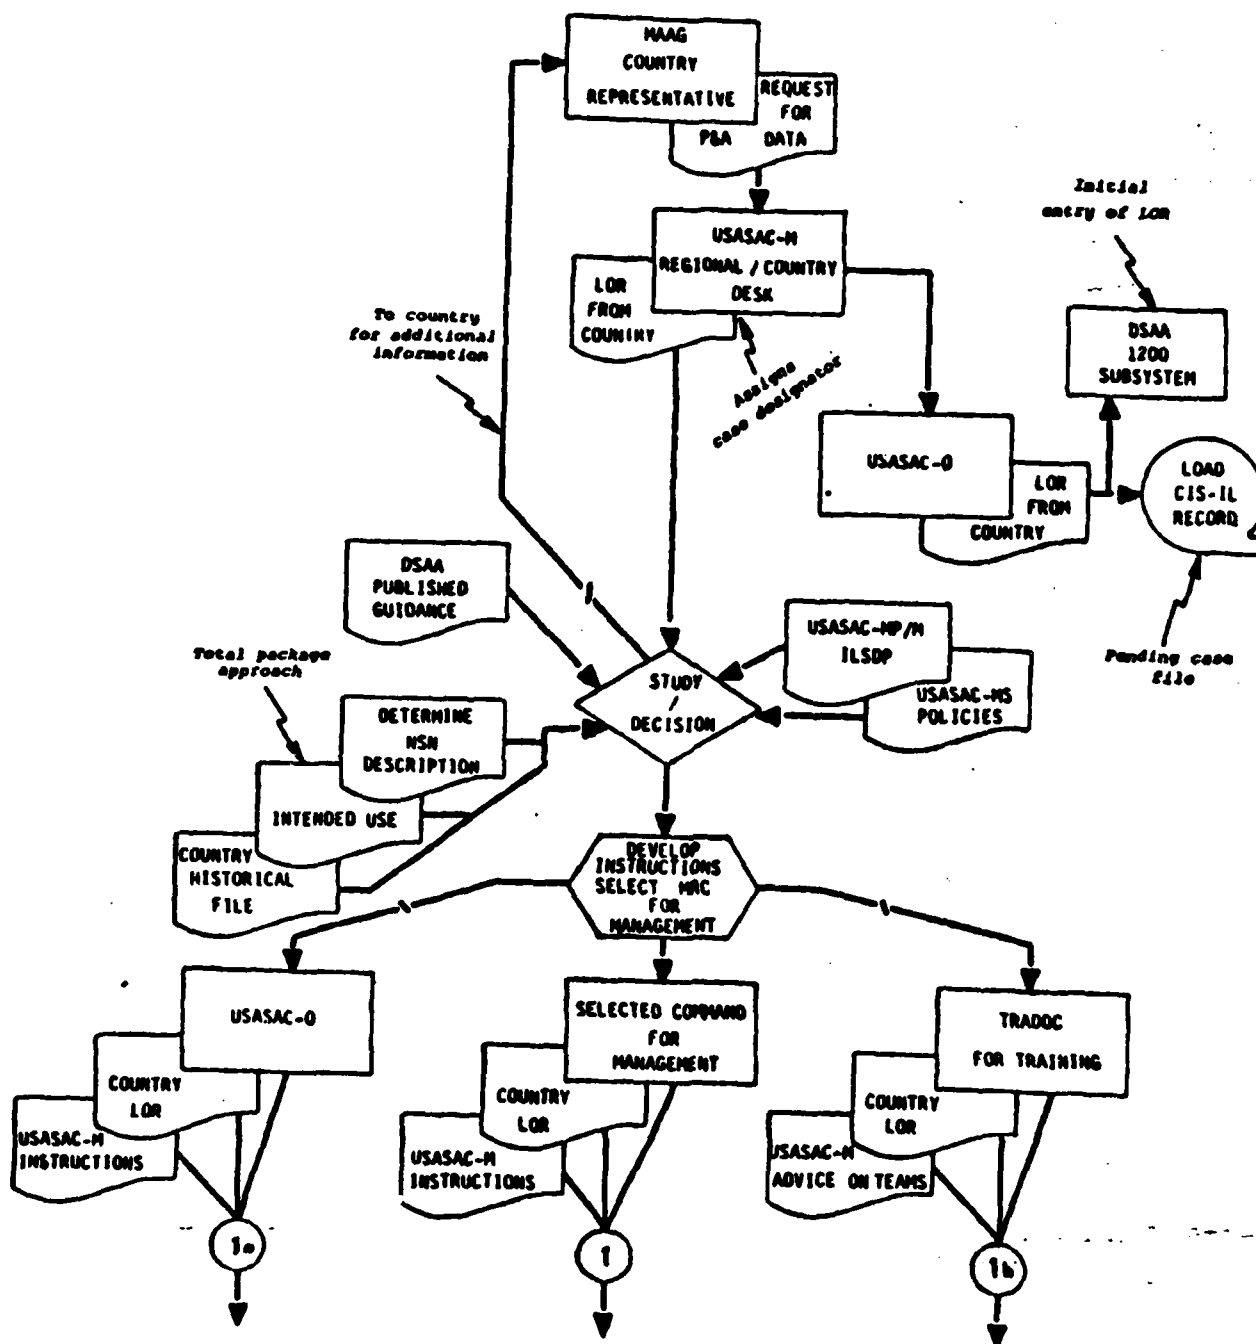 MAAG
COUNTRY
REPRESENTATIVE
REQUEST
FOR
P&A DATA
Initial
entry of LOR
USASAC-M
REGIONAL / COUNTRY
DESK
LOR
FROM
COUNTRY
To country
for additional
information
Assigns
case designator
DSAA
1200
SUBSYSTEM
USASAC-O
LOR
FROM
COUNTRY
LOAD
CIS-IL
RECORD
Pending case
file
DSAA
PUBLISHED
GUIDANCE
USASAC-MP/M
ILSDP
USASAC-MS
POLICIES
STUDY
/
DECISION
Total package
approach
DETERMINE
NSN
DESCRIPTION
INTENDED USE
COUNTRY
HISTORICAL
FILE
DEVELOP
INSTRUCTIONS
SELECT MRC
FOR
MANAGEMENT
USASAC-O
COUNTRY
LOR
USASAC-M
INSTRUCTIONS
1a
SELECTED COMMAND
FOR
MANAGEMENT
COUNTRY
LOR
USASAC-M
INSTRUCTIONS
1
TRADOC
FOR TRAINING
COUNTRY
LOR
USASAC-M
ADVICE ON TEAMS
1b